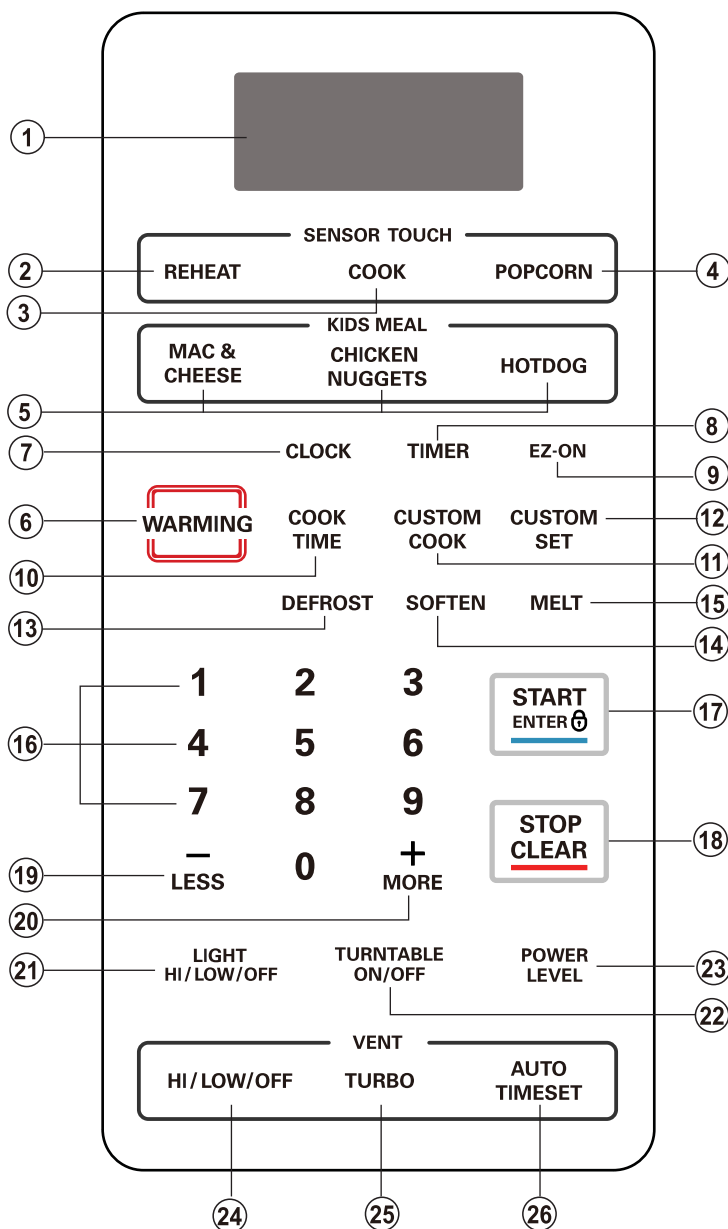 1
SENSOR TOUCH
2 REHEAT COOK POPCORN 4
3
KIDS MEAL
MAC &
CHEESE
CHICKEN
NUGGETS
HOTDOG
5
8
7 CLOCK TIMER EZ-ON
9
6 WARMING
COOK
TIME
CUSTOM
COOK
CUSTOM
SET
12
10
11
DEFROST SOFTEN MELT 15
13
14
1 2 3
START
ENTER
17
16 4 5 6
7 8 9
STOP
CLEAR
18
– 0 +
19 LESS MORE
20
21
LIGHT
HI/LOW/OFF
TURNTABLE
ON/OFF
POWER
LEVEL
23
22
VENT
HI/LOW/OFF TURBO
AUTO
TIMESET
24 25 26